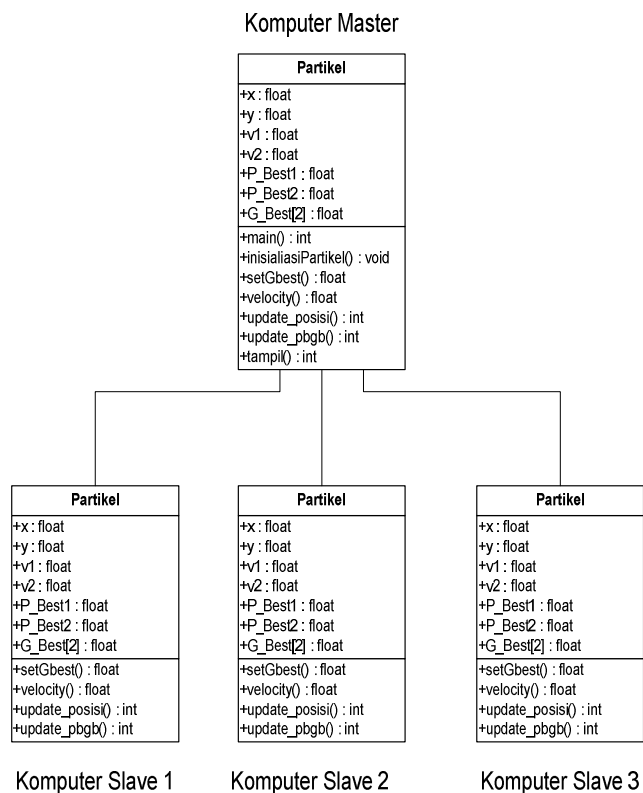 Komputer Master
Partikel
+x : float
+y : float
+v1 : float
+v2 : float
+P_Best1 : float
+P_Best2 : float
+G_Best[2] : float
+main() : int
+inisialiasiPartikel() : void
+setGbest() : float
+velocity() : float
+update_posisi() : int
+update_pbgb() : int
+tampil() : int
Partikel
+x : float
+y : float
+v1 : float
+v2 : float
+P_Best1 : float
+P_Best2 : float
+G_Best[2] : float
+setGbest() : float
+velocity() : float
+update_posisi() : int
+update_pbgb() : int
Komputer Slave 1
Partikel
+x : float
+y : float
+v1 : float
+v2 : float
+P_Best1 : float
+P_Best2 : float
+G_Best[2] : float
+setGbest() : float
+velocity() : float
+update_posisi() : int
+update_pbgb() : int
Komputer Slave 2
Partikel
+x : float
+y : float
+v1 : float
+v2 : float
+P_Best1 : float
+P_Best2 : float
+G_Best[2] : float
+setGbest() : float
+velocity() : float
+update_posisi() : int
+update_pbgb() : int
Komputer Slave 3